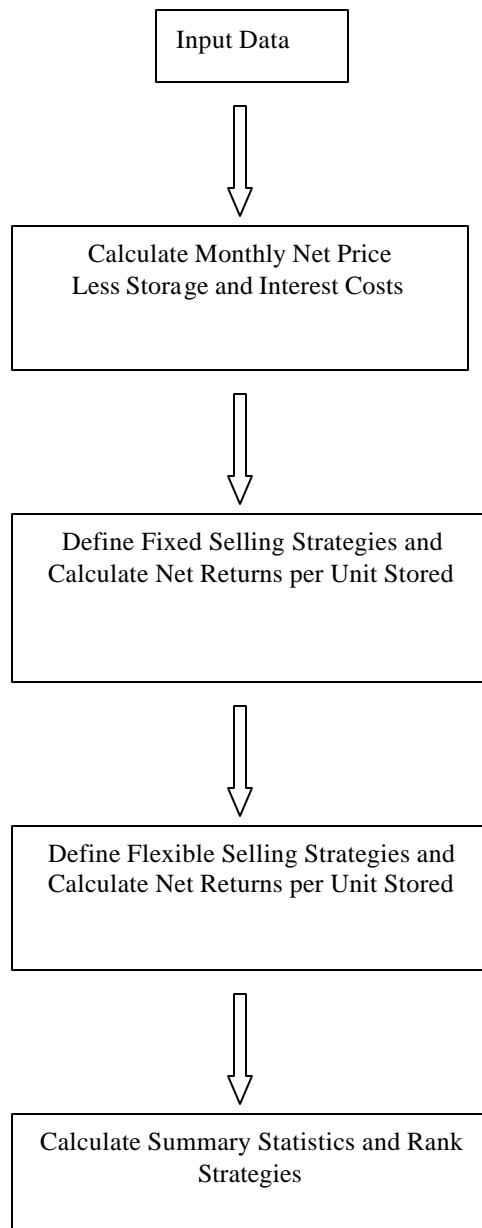 Input Data
Calculate Monthly Net Price
Less Storage and Interest Costs
Define Fixed Selling Strategies and
Calculate Net Returns per Unit Stored
Define Flexible Selling Strategies and
Calculate Net Returns per Unit Stored
Calculate Summary Statistics and Rank
Strategies